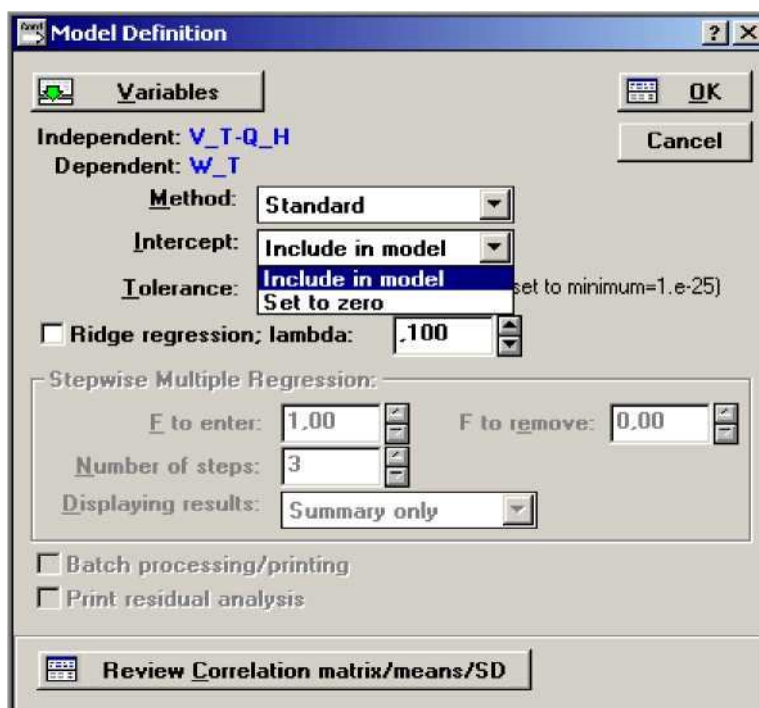 Model Definition
Variables
OK
Independent: V_T-Q_H
Cancel
Dependent: W_T
Method: Standard
Intercept: Include in model
Include in model
Tolerance: set to minimum=1.e-25)
Set to zero
Ridge regression; lambda: ,100
Stepwise Multiple Regression:
F to enter: 1,00 F to remove: 0,00
Number of steps: 3
Displaying results: Summary only
Batch processing/printing
Print residual analysis
Review Correlation matrix/means/SD